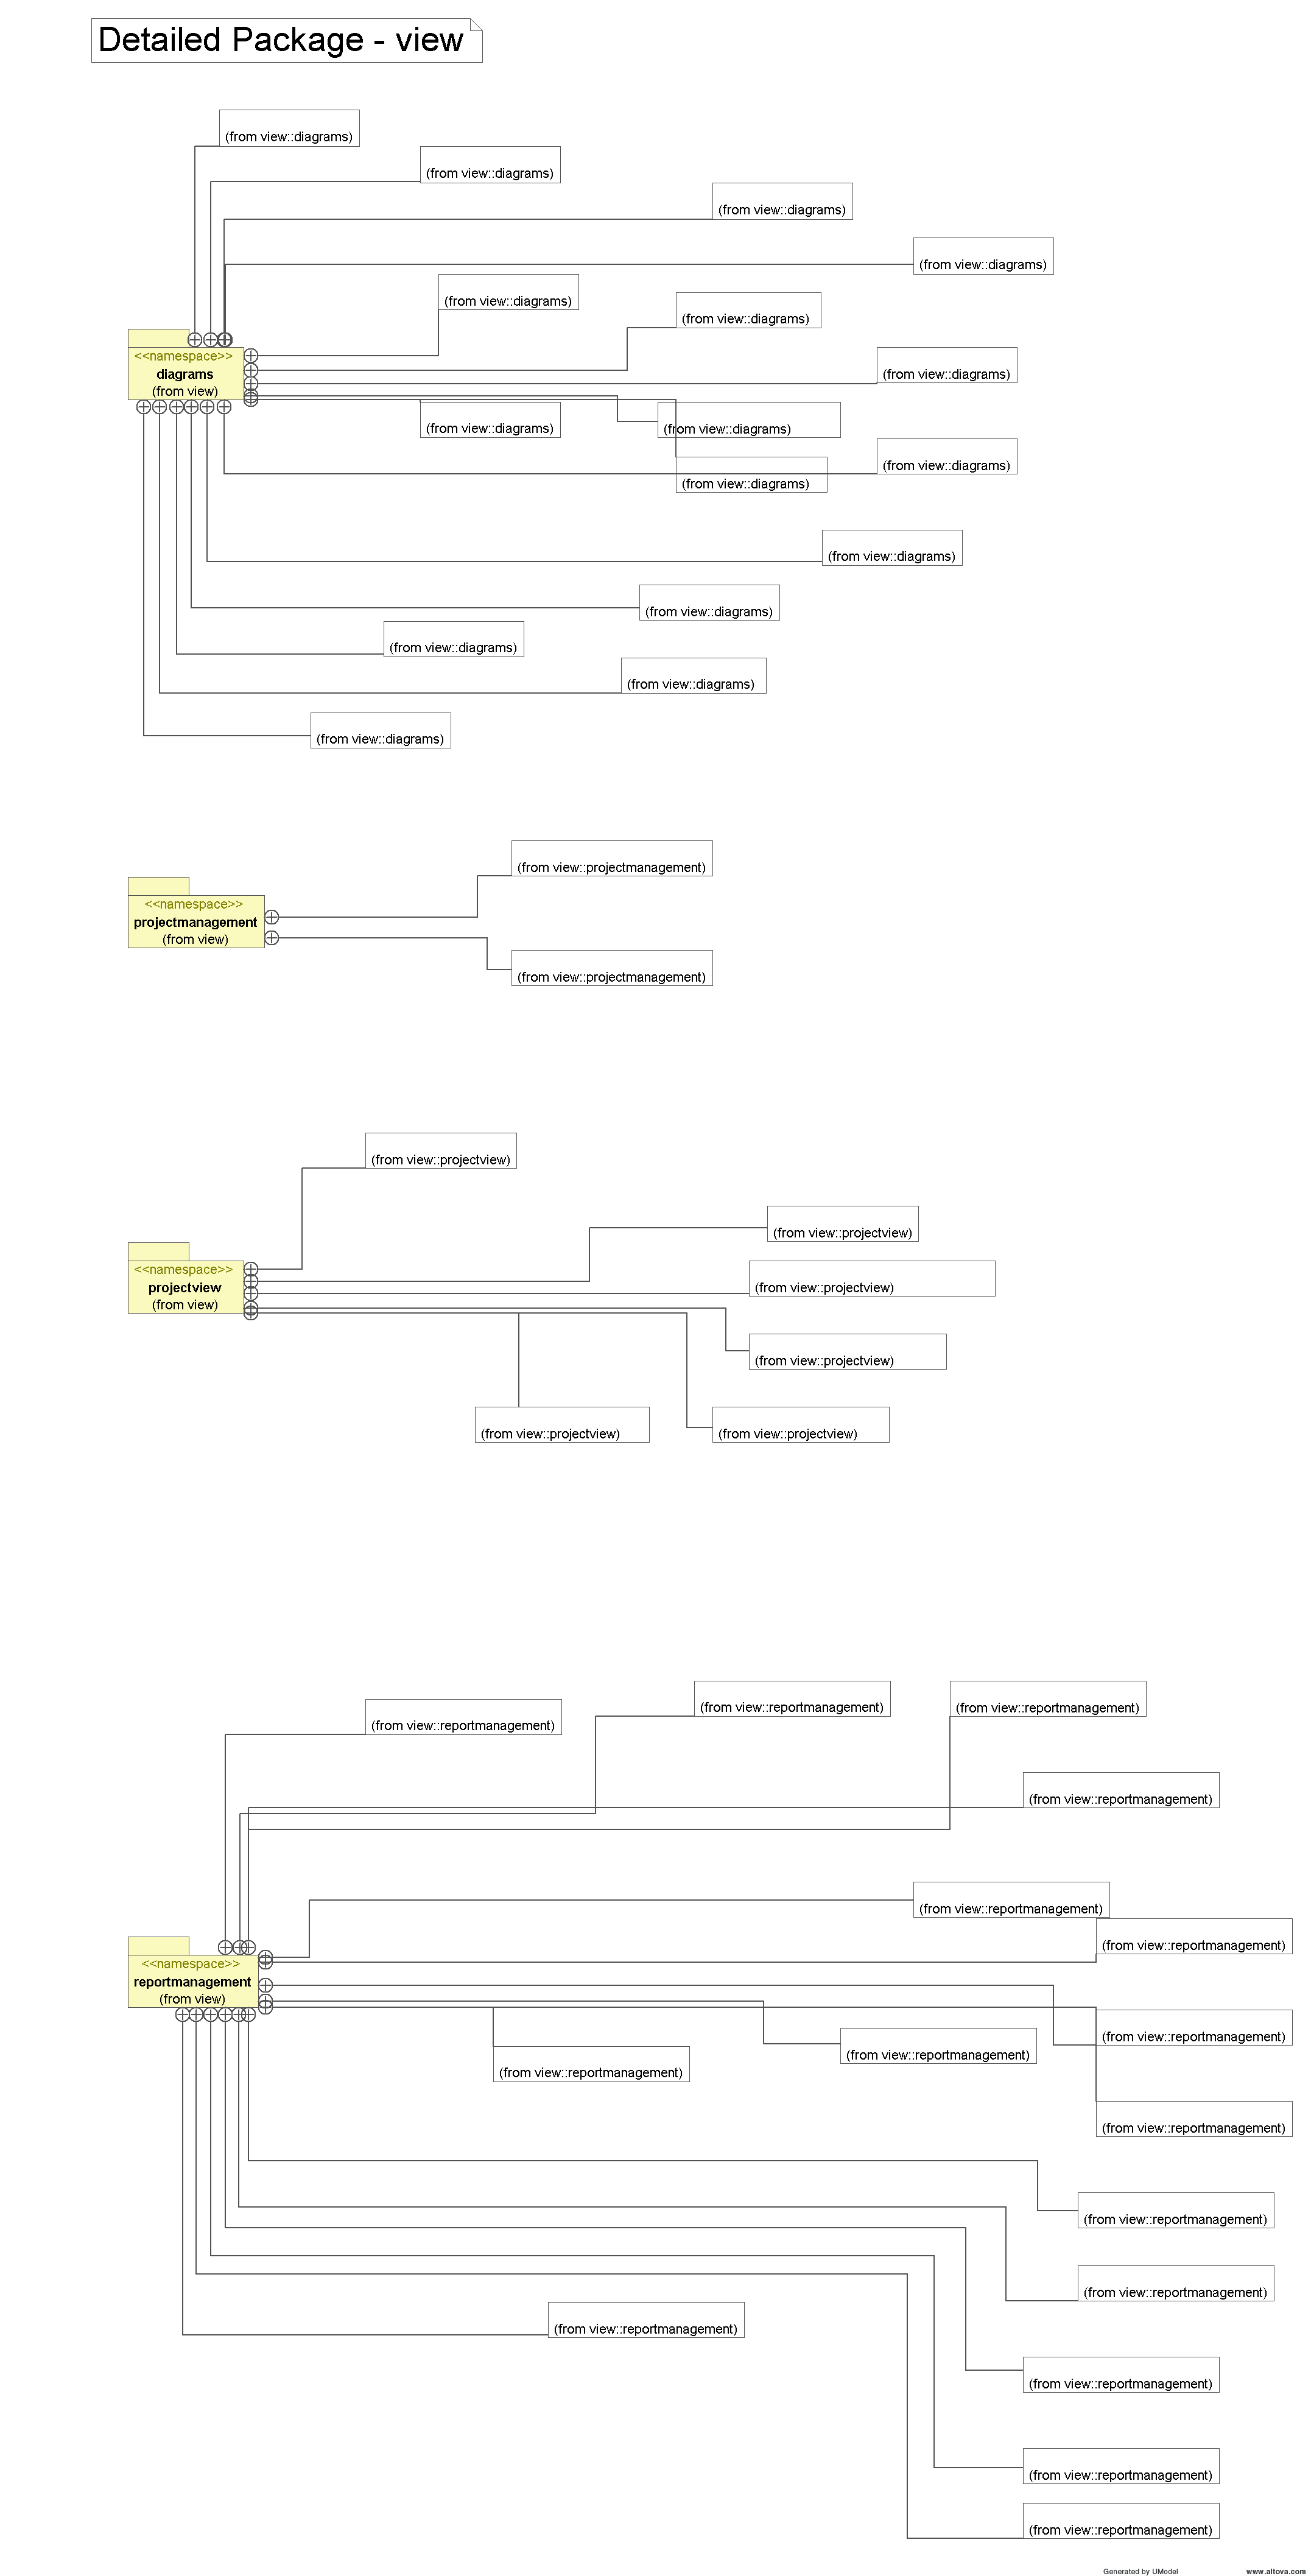 Detailed Package - view
(from view::diagrams)
(from view::diagrams)
(from view::diagrams)
(from view::diagrams)
(from view::diagrams)
(from view::diagrams)
<<namespace>>
diagrams
(from view)
(from view::diagrams)
(from view::diagrams)
(from view::diagrams)
(from view::diagrams)
(from view::diagrams)
(from view::diagrams)
(from view::diagrams)
(from view::diagrams)
(from view::diagrams)
(from view::diagrams)
(from view::projectmanagement)
<<namespace>>
projectmanagement
(from view)
(from view::projectmanagement)
(from view::projectview)
(from view::projectview)
<<namespace>>
projectview
(from view)
(from view::projectview)
(from view::projectview)
(from view::projectview)
(from view::projectview)
(from view::reportmanagement)
(from view::reportmanagement)
(from view::reportmanagement)
(from view::reportmanagement)
(from view::reportmanagement)
(from view::reportmanagement)
<<namespace>>
reportmanagement
(from view)
(from view::reportmanagement)
(from view::reportmanagement)
(from view::reportmanagement)
(from view::reportmanagement)
(from view::reportmanagement)
(from view::reportmanagement)
(from view::reportmanagement)
(from view::reportmanagement)
(from view::reportmanagement)
(from view::reportmanagement)
Generated by UModel
www.altova.com